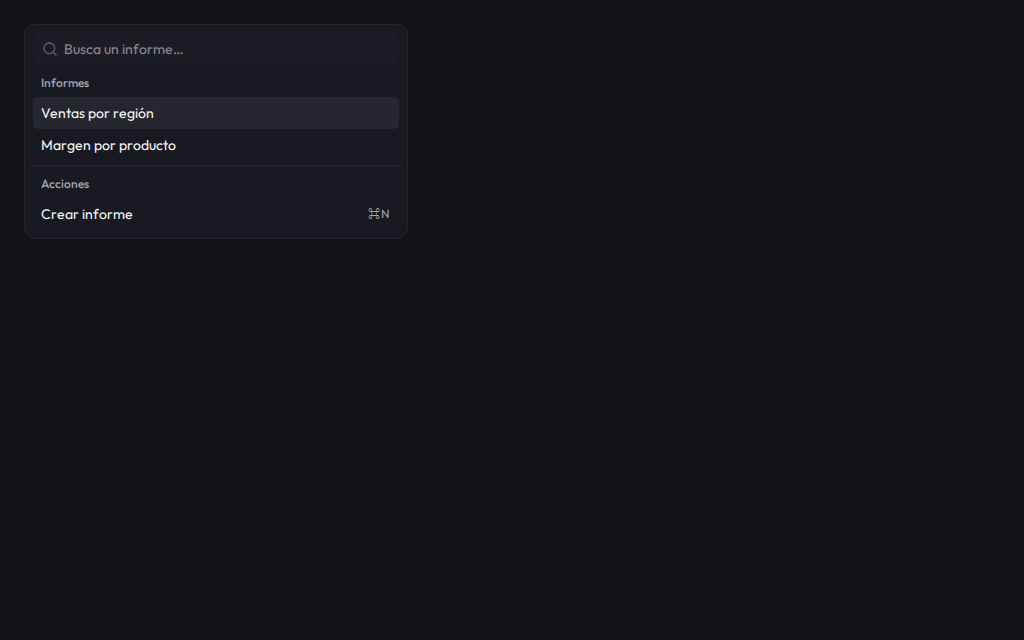 Busca un informe…
Informes
Ventas por región
Margen por producto
Acciones
Crear informe ⌘N